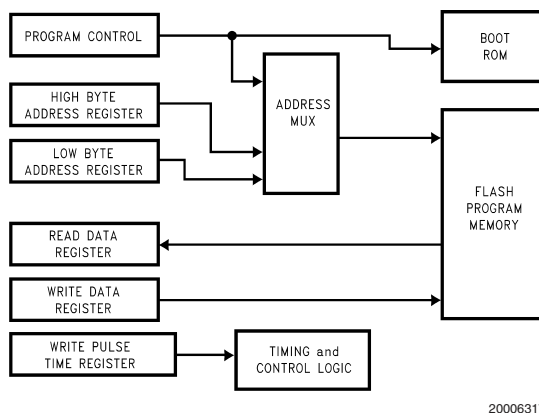 PROGRAM CONTROL
BOOT
ROM
HIGH BYTE
ADDRESS REGISTER
ADDRESS
MUX
LOW BYTE
ADDRESS REGISTER
FLASH
PROGRAM
MEMORY
READ DATA
REGISTER
WRITE DATA
REGISTER
WRITE PULSE
TIME REGISTER
TIMING and
CONTROL LOGIC
2000631